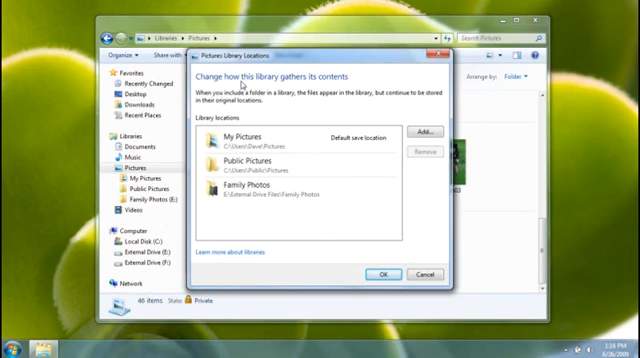 Libraries ▸ Pictures ▸
Search Pictures
Organize
Share with
Pictures Library Locations
Favorites
Recently Changed
Desktop
Downloads
Recent Places
Libraries
Documents
Music
Pictures
My Pictures
Public Pictures
Family Photos (E:)
Videos
Computer
Local Disk (C:)
External Drive (E:)
External Drive (F:)
Network
Change how this library gathers its contents
When you include a folder in a library, the files appear in the library, but continue to be stored
in their original locations.
Library locations
My Pictures
Default save location
C:\Users\Dave\Pictures
Public Pictures
C:\Users\Public\Pictures
Family Photos
E:\External Drive Files\Family Photos
Add...
Remove
Learn more about libraries
OK
Cancel
Arrange by:
Folder
46 items
State:
Private
1:16 PM